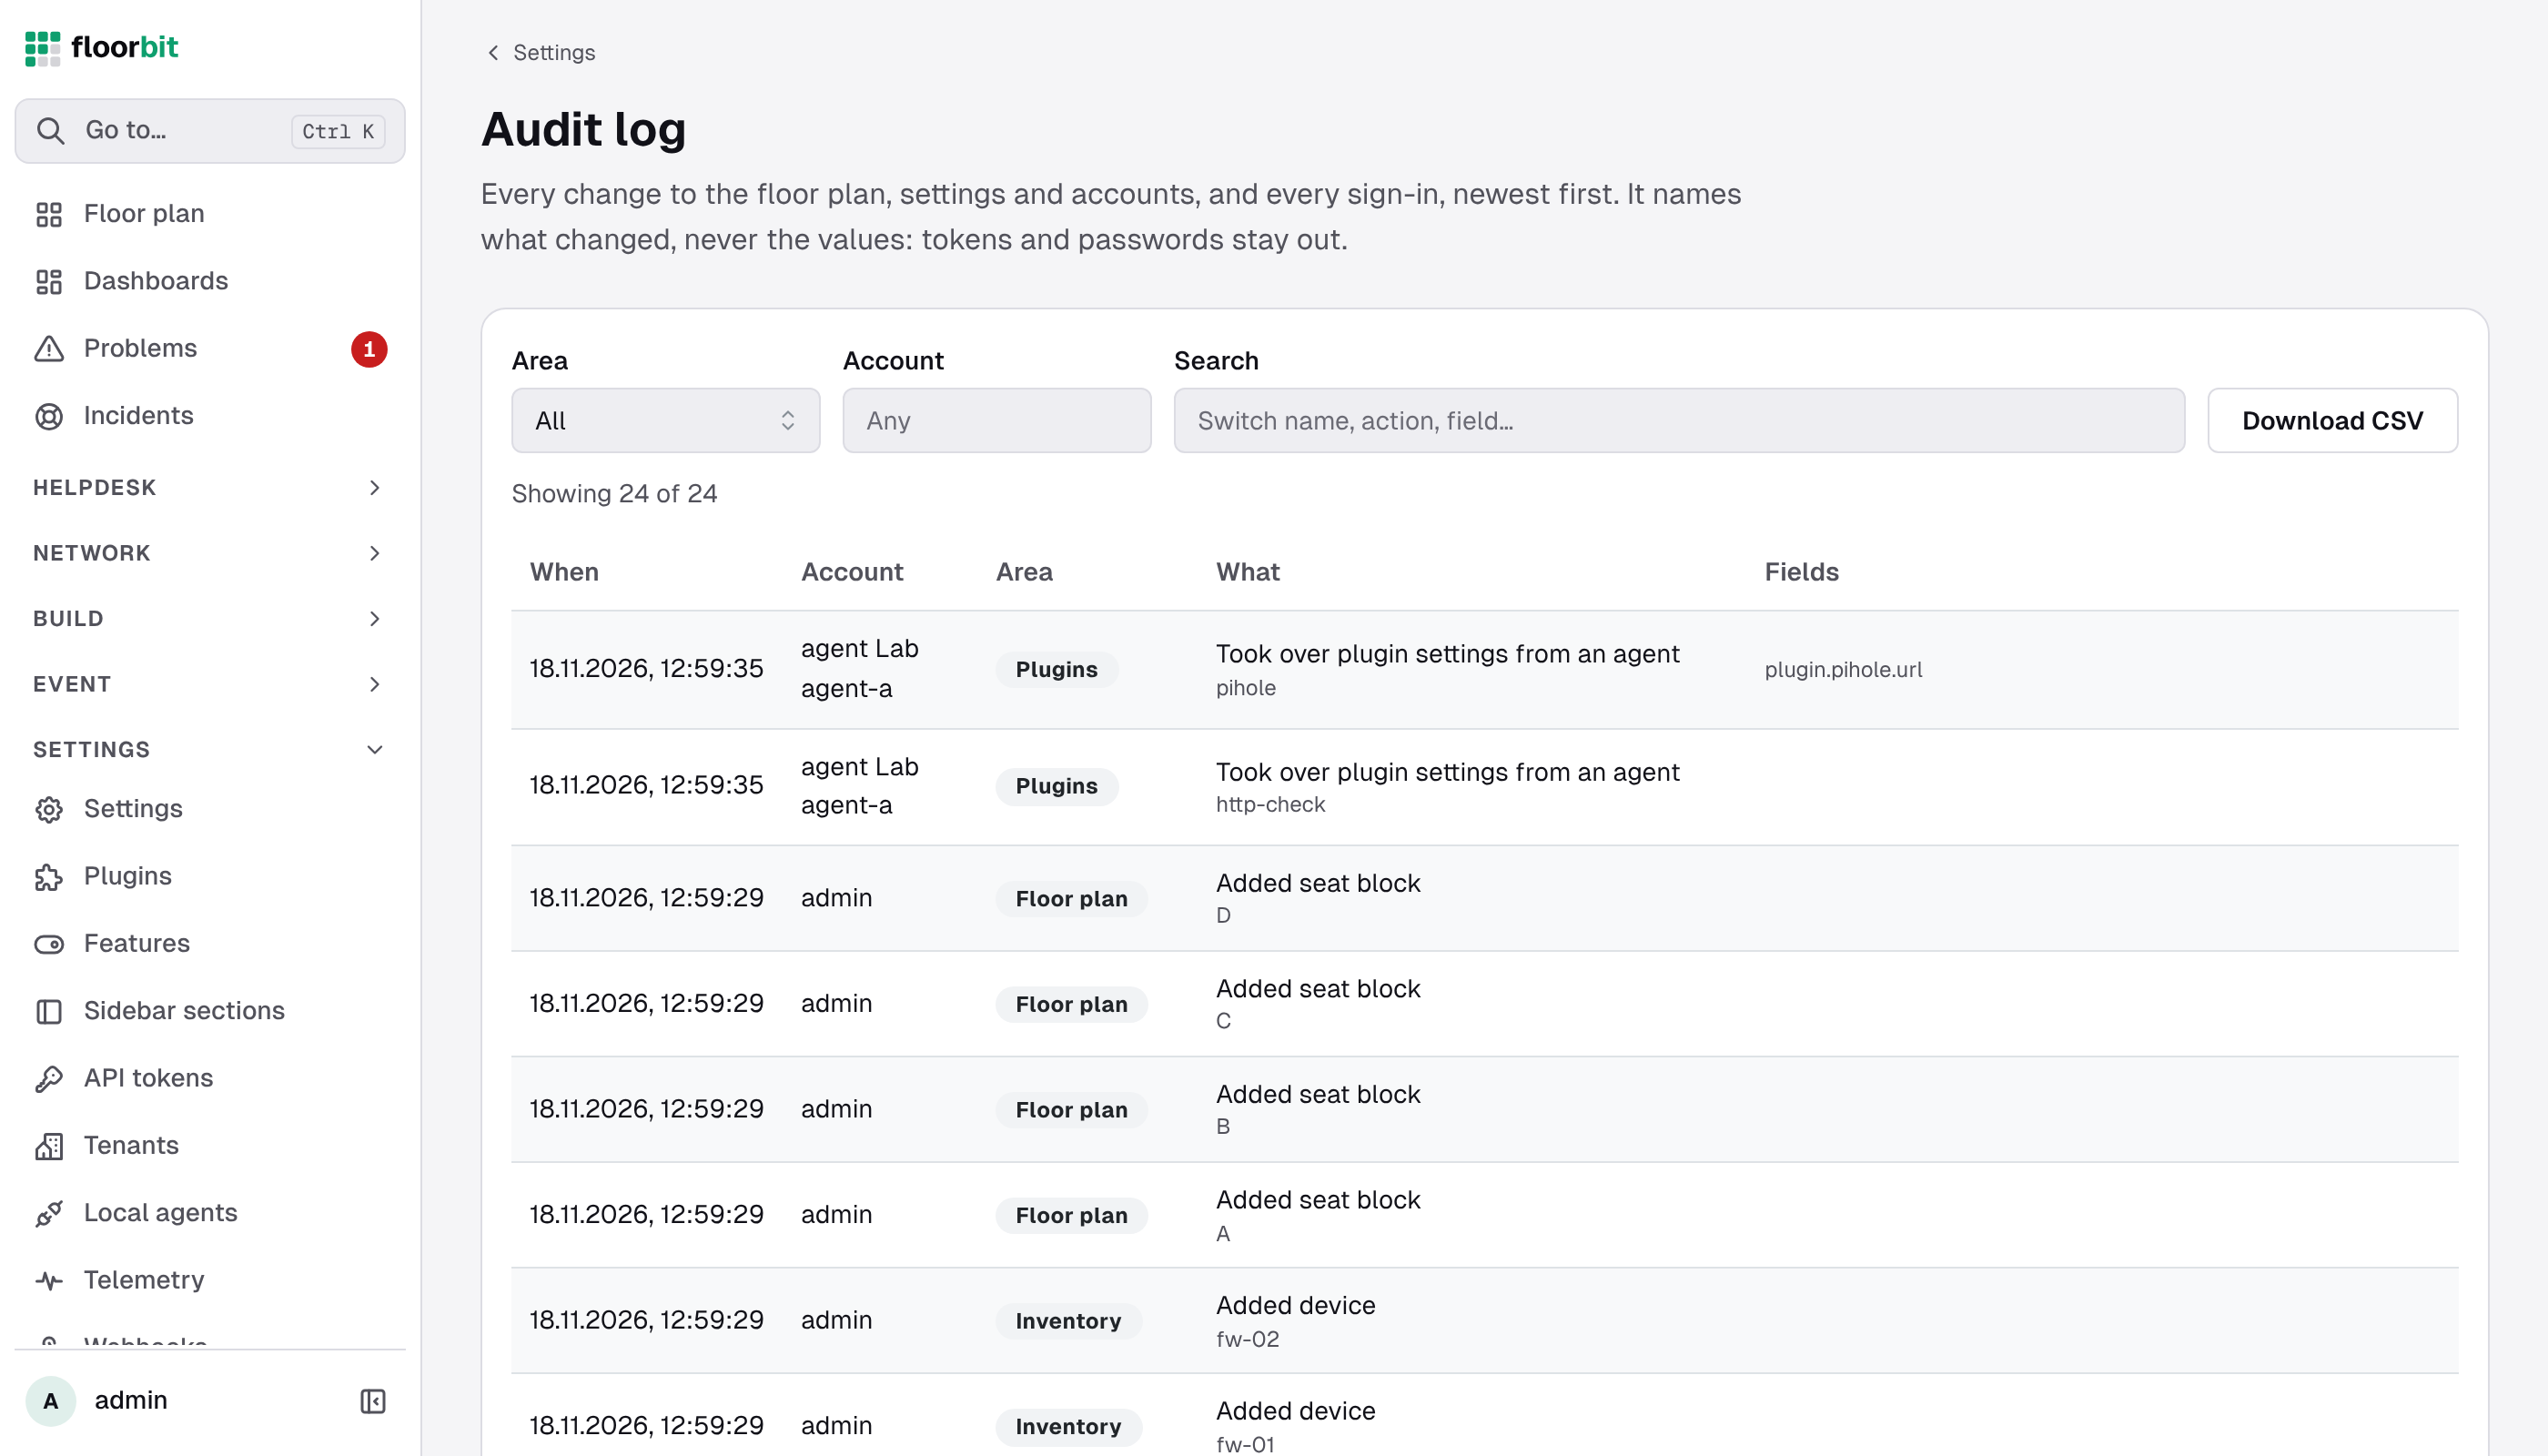 floorbit
Go to...
Ctrl K
Floor plan
Dashboards
Problems
1
Incidents
HELPDESK
NETWORK
BUILD
EVENT
SETTINGS
Settings
Plugins
Features
Sidebar sections
API tokens
Tenants
Local agents
Telemetry
A
admin
Settings
Audit log
Every change to the floor plan, settings and accounts, and every sign-in, newest first. It names
what changed, never the values: tokens and passwords stay out.
Area
Account
Search
All
Any
Switch name, action, field...
Download CSV
Showing 24 of 24
When Account Area What Fields
18.11.2026, 12:59:35 agent Lab agent-a Plugins Took over plugin settings from an agent plugin.pihole.url
pihole
18.11.2026, 12:59:35 agent Lab agent-a Plugins Took over plugin settings from an agent
http-check
18.11.2026, 12:59:29 admin Floor plan Added seat block
D
18.11.2026, 12:59:29 admin Floor plan Added seat block
C
18.11.2026, 12:59:29 admin Floor plan Added seat block
B
18.11.2026, 12:59:29 admin Floor plan Added seat block
A
18.11.2026, 12:59:29 admin Inventory Added device
fw-02
18.11.2026, 12:59:29 admin Inventory Added device
fw-01